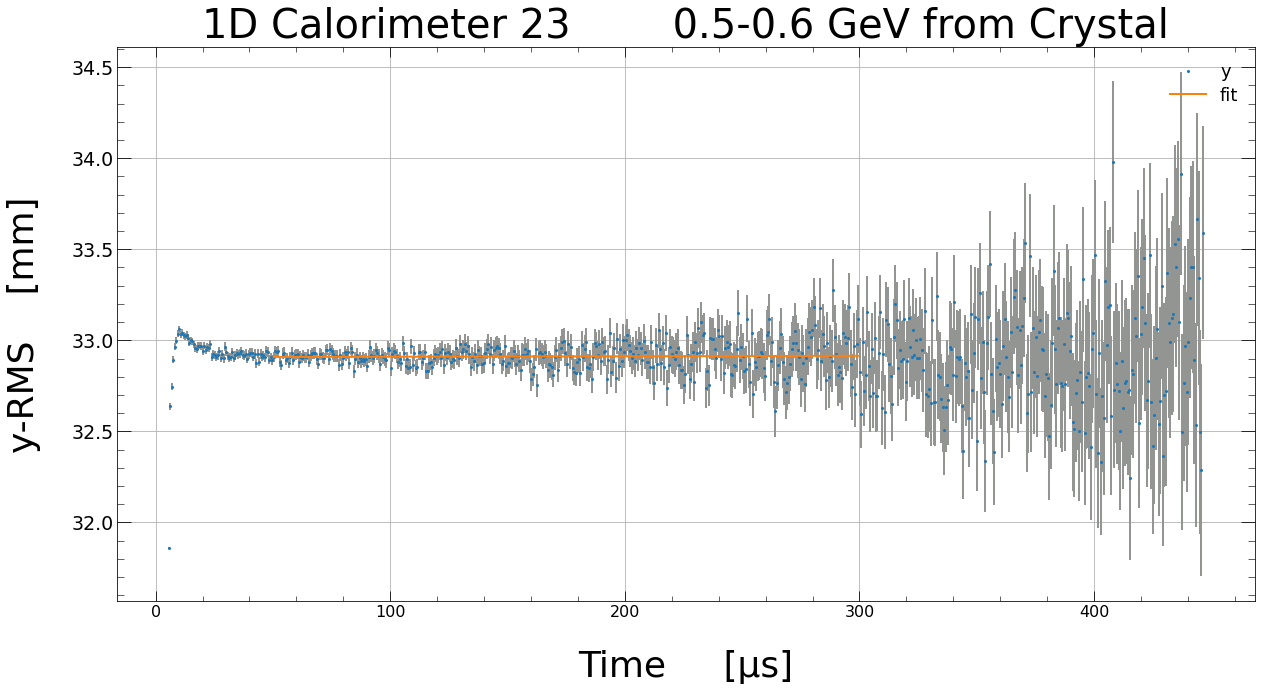 1D Calorimeter 23 0.5-0.6 GeV from Crystal
y
fit
34.5
34.0
33.5
33.0
32.5
32.0
y-RMS [mm]
0 100 200 300 400
Time [µs]